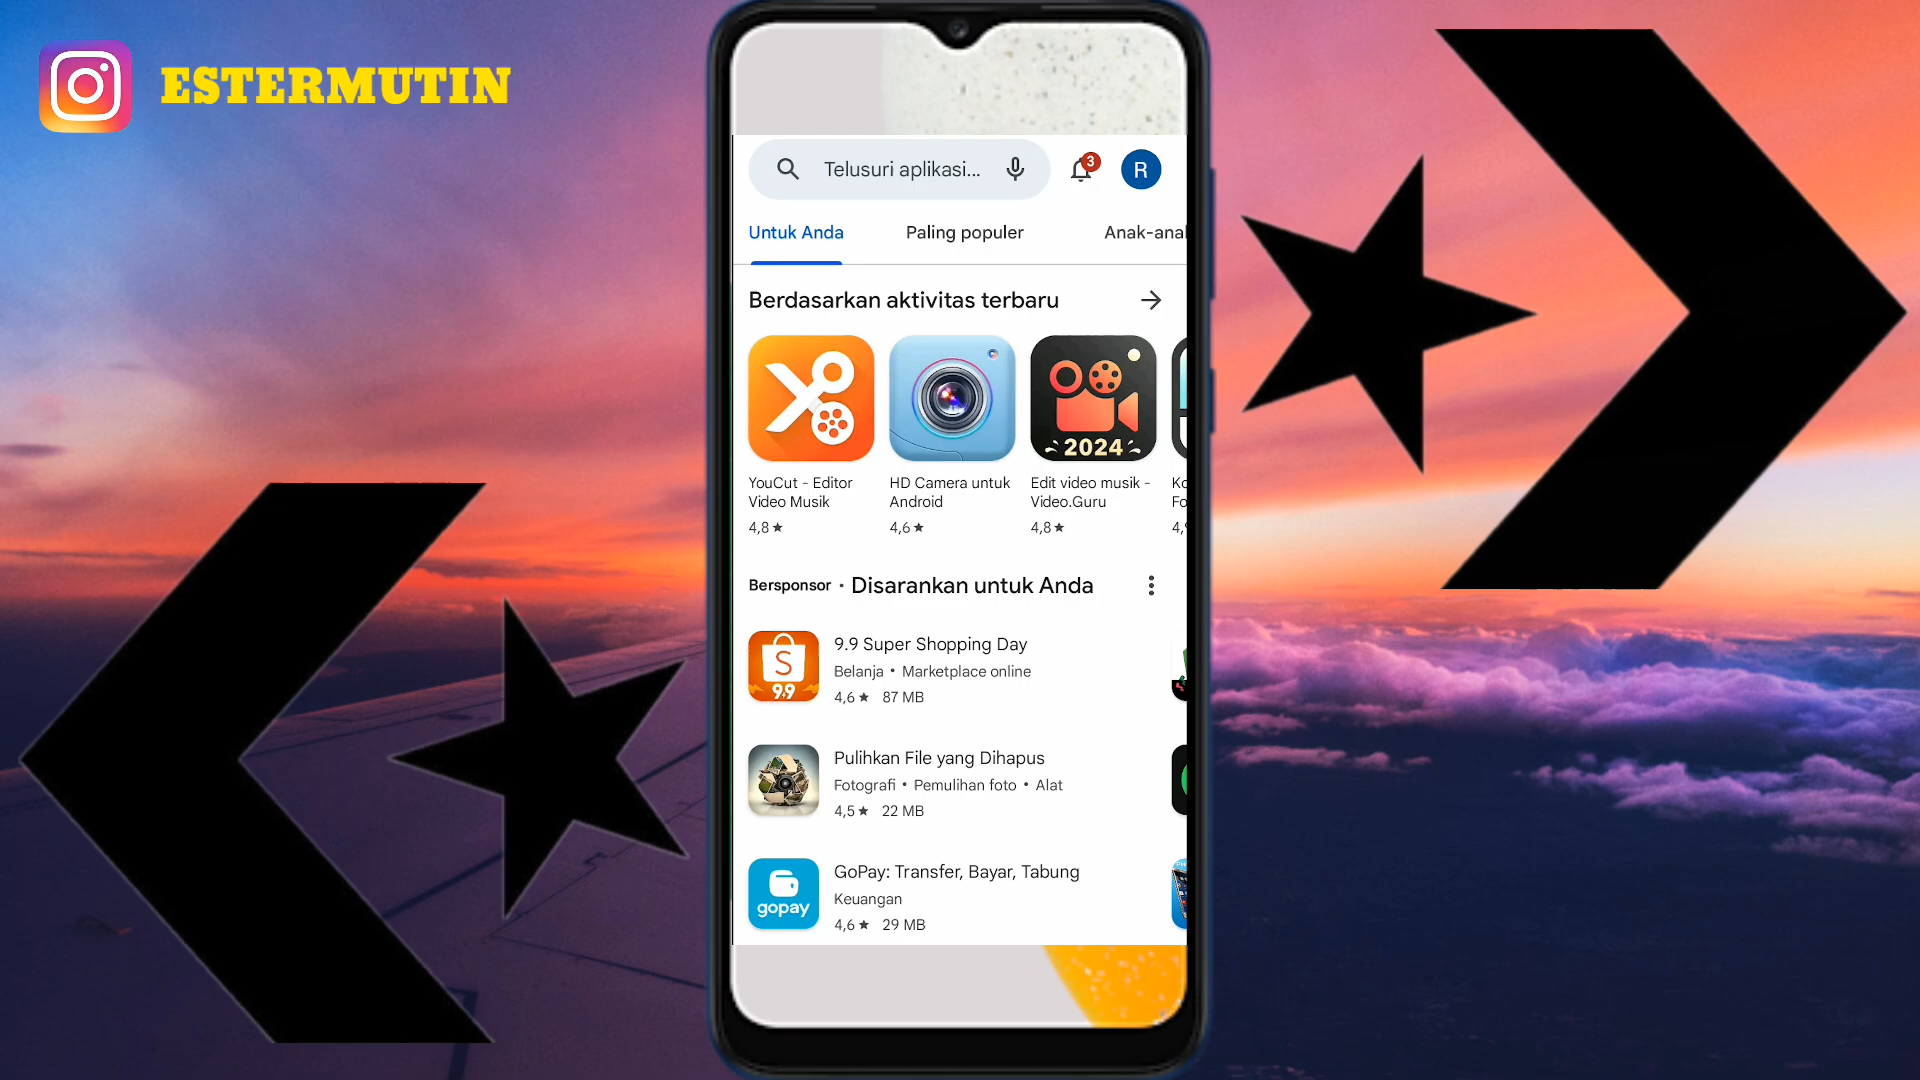 ESTERMUTIN
Telusuri aplikasi...
3
R
Untuk Anda
Paling populer
Anak-anak
Berdasarkan aktivitas terbaru
2024
YouCut - Editor
Video Musik
4,8 ★
HD Camera untuk
Android
4,6 ★
Edit video musik -
Video.Guru
4,8 ★
Bersponsor • Disarankan untuk Anda
S
9.9
9.9 Super Shopping Day
Belanja • Marketplace online
4,6 ★ 87 MB
Pulihkan File yang Dihapus
Fotografi • Pemulihan foto • Alat
4,5 ★ 22 MB
gopay
GoPay: Transfer, Bayar, Tabung
Keuangan
4,6 ★ 29 MB